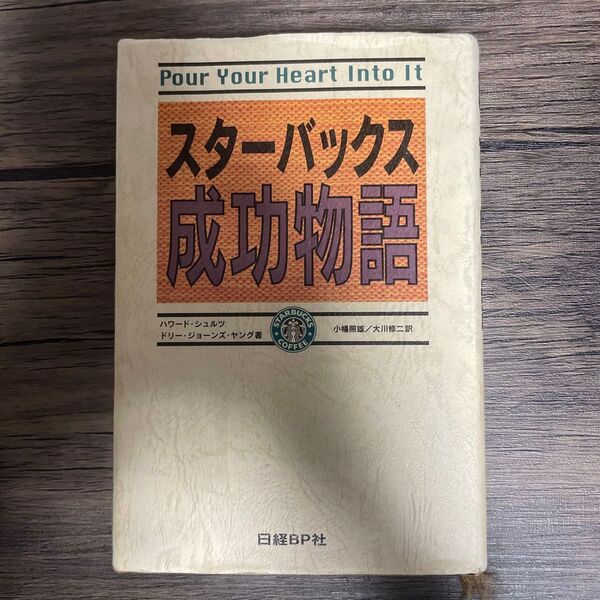 Pour Your Heart Into It
スターバックス
成功物語
ハワード・シュルツ
ドリー・ジョーンズ・ヤング著
STARBUCKS
COFFEE
小幡照雄／大川修二訳
日経BP社